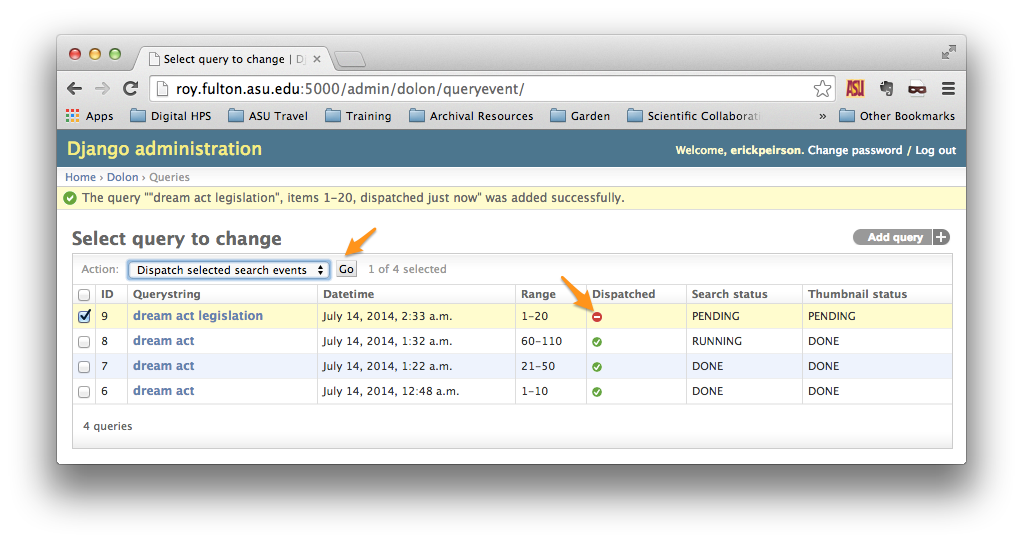 Select query to change | Dj
roy.fulton.asu.edu:5000/admin/dolon/queryevent/
ASU
Apps Digital HPS ASU Travel Training Archival Resources Garden Scientific Collaborati » Other Bookmarks
Django administration
Welcome, erickpeirson. Change password / Log out
Home › Dolon › Queries
The query ""dream act legislation", items 1-20, dispatched just now" was added successfully.
Select query to change
Add query +
Action: Dispatch selected search events Go 1 of 4 selected
ID Querystring Datetime Range Dispatched Search status Thumbnail status
9 dream act legislation July 14, 2014, 2:33 a.m. 1-20 PENDING PENDING
8 dream act July 14, 2014, 1:32 a.m. 60-110 RUNNING DONE
7 dream act July 14, 2014, 1:22 a.m. 21-50 DONE DONE
6 dream act July 14, 2014, 12:48 a.m. 1-10 DONE DONE
4 queries